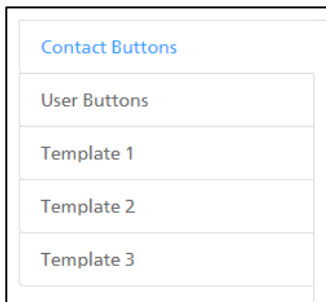 Contact Buttons
User Buttons
Template 1
Template 2
Template 3